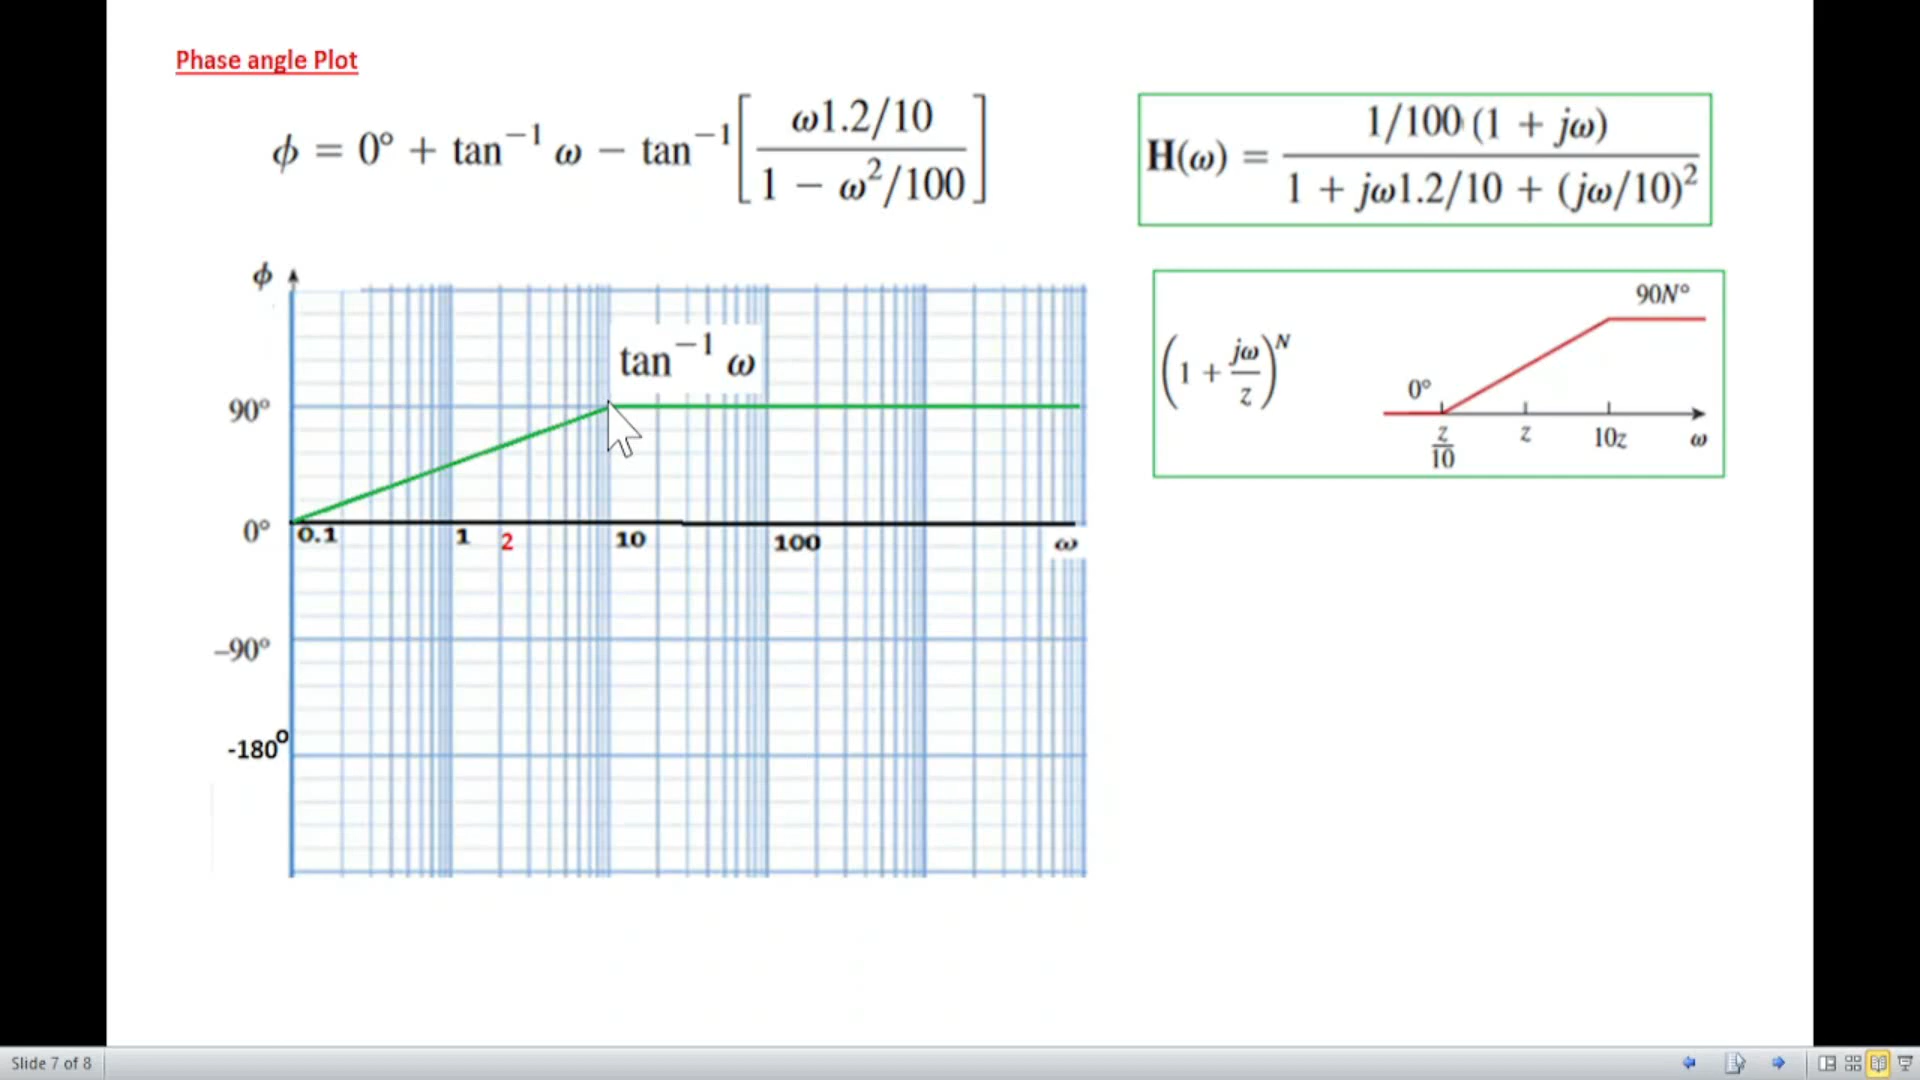 Phase angle Plot
ϕ = 0° + tan⁻¹ ω − tan⁻¹[ω1.2/10 / 1 − ω²/100]
H(ω) = 1/100 (1 + jω) / 1 + jω1.2/10 + (jω/10)²
ϕ
tan⁻¹ ω
90°
0°
0.1 1 2 10 100 ω
–90°
-180°
90N°
(1 + jω/z)ᴺ
0°
z/10 z 10z ω
Slide 7 of 8